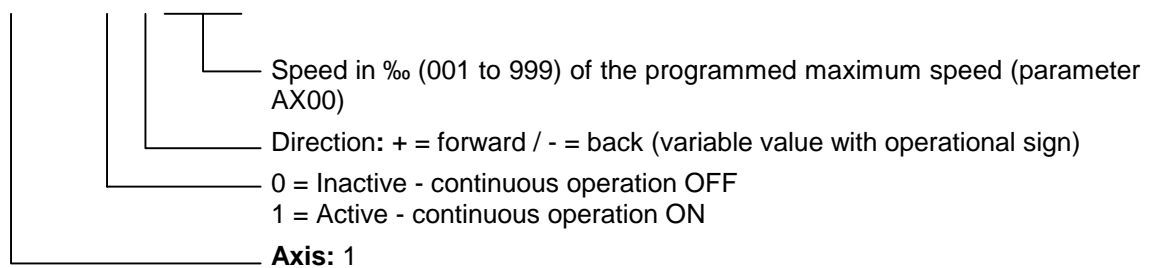 Speed in ‰ (001 to 999) of the programmed maximum speed (parameter
AX00)
Direction: + = forward / - = back (variable value with operational sign)
0 = Inactive - continuous operation OFF
1 = Active - continuous operation ON
Axis: 1